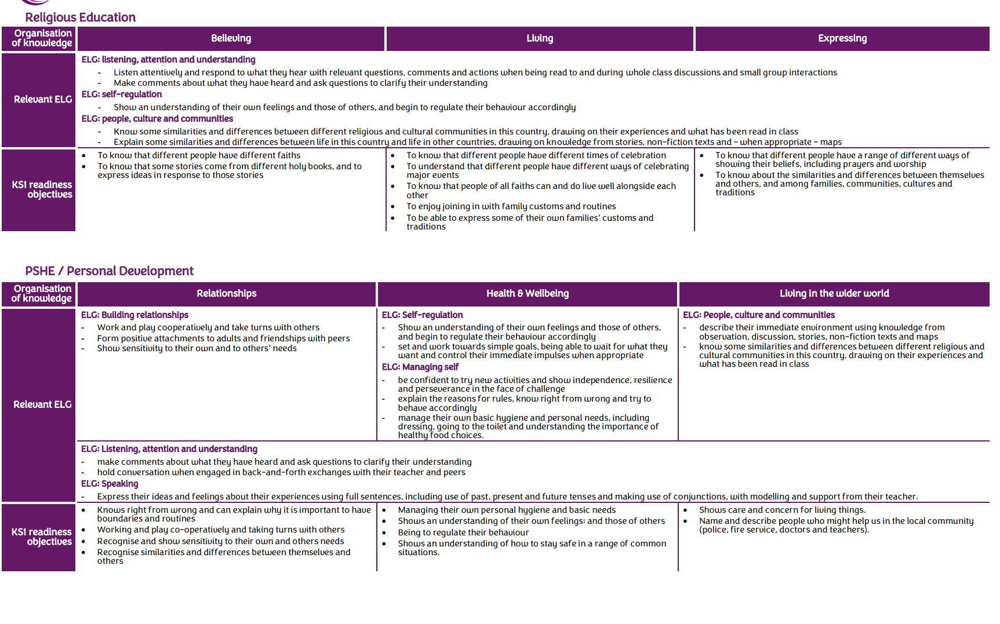 Religious Education
Organisation
of knowledge
Believing
Living
Expressing
Relevant ELG
ELG: listening, attention and understanding
- Listen attentively and respond to what they hear with relevant questions, comments and actions when being read to and during whole class discussions and small group interactions
- Make comments about what they have heard and ask questions to clarify their understanding
ELG: self-regulation
- Show an understanding of their own feelings and those of others, and begin to regulate their behaviour accordingly
ELG: people, culture and communities
- Know some similarities and differences between different religious and cultural communities in this country, drawing on their experiences and what has been read in class
- Explain some similarities and differences between life in this country and life in other countries, drawing on knowledge from stories, non-fiction texts and – when appropriate – maps
KS1 readiness
objectives
• To know that different people have different faiths
• To know that some stories come from different holy books, and to
express ideas in response to those stories
• To know that different people have different times of celebration
• To understand that different people have different ways of celebrating
major events
• To know that people of all faiths can and do live well alongside each
other
• To enjoy joining in with family customs and routines
• To be able to express some of their own families’ customs and
traditions
• To know that different people have a range of different ways of
showing their beliefs, including prayers and worship
• To know about the similarities and differences between themselves
and others, and among families, communities, cultures and
traditions
PSHE / Personal Development
Organisation
of knowledge
Relationships
Health & Wellbeing
Living in the wider world
Relevant ELG
ELG: Building relationships
- Work and play cooperatively and take turns with others
- Form positive attachments to adults and friendships with peers
- Show sensitivity to their own and to others’ needs
ELG: Self-regulation
- Show an understanding of their own feelings and those of others,
and begin to regulate their behaviour accordingly
- set and work towards simple goals, being able to wait for what they
want and control their immediate impulses when appropriate
ELG: Managing self
- be confident to try new activities and show independence, resilience
and perseverance in the face of challenge
- explain the reasons for rules, know right from wrong and try to
behave accordingly
- manage their own basic hygiene and personal needs, including
dressing, going to the toilet and understanding the importance of
healthy food choices.
ELG: People, culture and communities
- describe their immediate environment using knowledge from
observation, discussion, stories, non-fiction texts and maps
- know some similarities and differences between different religious and
cultural communities in this country, drawing on their experiences and
what has been read in class
ELG: Listening, attention and understanding
- make comments about what they have heard and ask questions to clarify their understanding
- hold conversation when engaged in back-and-forth exchanges with their teacher and peers
ELG: Speaking
- Express their ideas and feelings about their experiences using full sentences, including use of past, present and future tenses and making use of conjunctions, with modelling and support from their teacher.
KS1 readiness
objectives
• Knows right from wrong and can explain why it is important to have
boundaries and routines
• Working and play co-operatively and taking turns with others
• Recognise and show sensitivity to their own and others needs
• Recognise similarities and differences between themselves and
others
• Managing their own personal hygiene and basic needs
• Shows an understanding of their own feelings; and those of others
• Being to regulate their behaviour
• Shows an understanding of how to stay safe in a range of common
situations.
• Shows care and concern for living things.
• Name and describe people who might help us in the local community
(police, fire service, doctors and teachers).